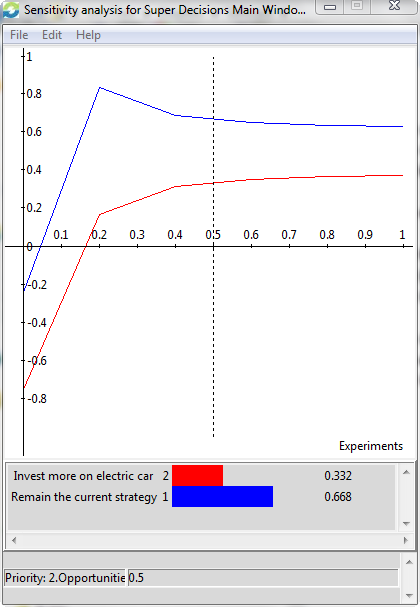 Sensitivity analysis for Super Decisions Main Windo...
File Edit Help
1
0.8
0.6
0.4
0.2
0 0.1 0.2 0.3 0.4 0.5 0.6 0.7 0.8 0.9 1
-0.2
-0.4
-0.6
-0.8
Experiments
Invest more on electric car 2 0.332
Remain the current strategy 1 0.668
Priority: 2.Opportunitie 0.5